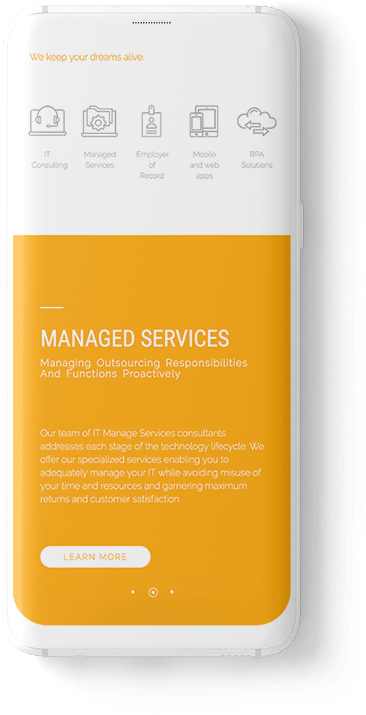 We keep your dreams alive.
IT
Consulting
Managed
Services
Employer
of
Record
Mobile
and web
apps
RPA
Solutions
MANAGED SERVICES
Managing Outsourcing Responsibilities
And Functions Proactively
Our team of IT Manage Services consultants
addresses each stage of the technology lifecycle. We
offer our specialized services enabling you to
adequately manage your IT while avoiding misuse of
your time and resources and garnering maximum
returns and customer satisfaction.
LEARN MORE